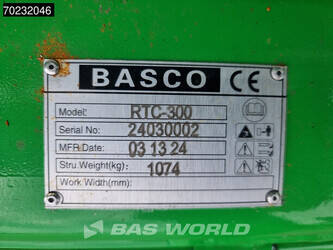 70232046
BASCO CE
Model: RTC-300
Serial No: 24030002
MFR Date: 03 13 24
Stru.Weight(kg): 1074
Work Width(mm):
BAS WORLD